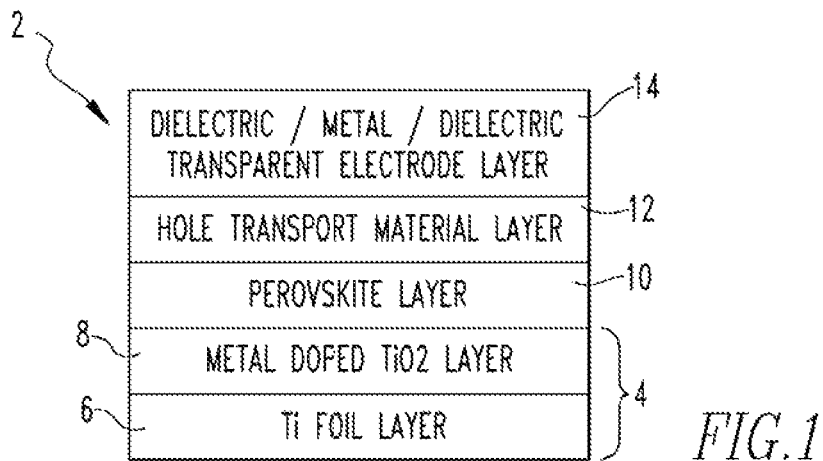 2
14
DIELECTRIC / METAL / DIELECTRIC
TRANSPARENT ELECTRODE LAYER
12
HOLE TRANSPORT MATERIAL LAYER
10
PEROVSKITE LAYER
8
METAL DOPED TiO2 LAYER
4
6
Ti FOIL LAYER
FIG.1